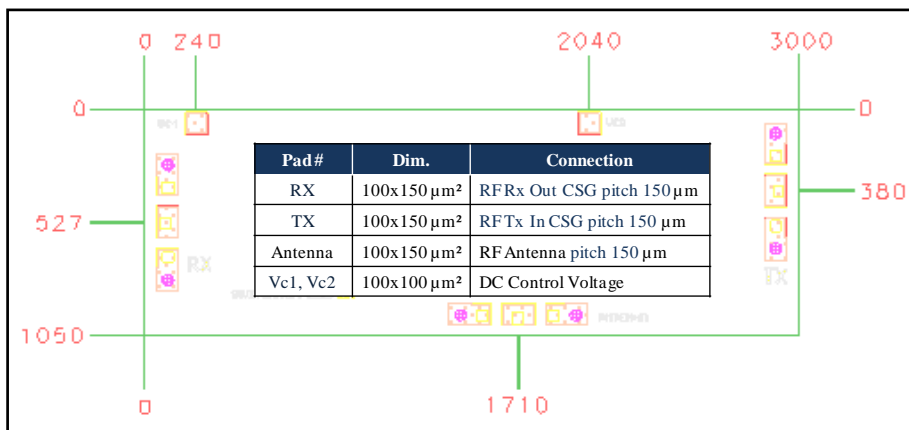 0 240 2040 3000
0 0
Pad # Dim. Connection
RX 100x150 µm² RF Rx Out CSG pitch 150 µm
TX 100x150 µm² RF Tx In CSG pitch 150 µm
Antenna 100x150 µm² RF Antenna pitch 150 µm
Vc1, Vc2 100x100 µm² DC Control Voltage
380
527
RX
TX
1050
0 1710